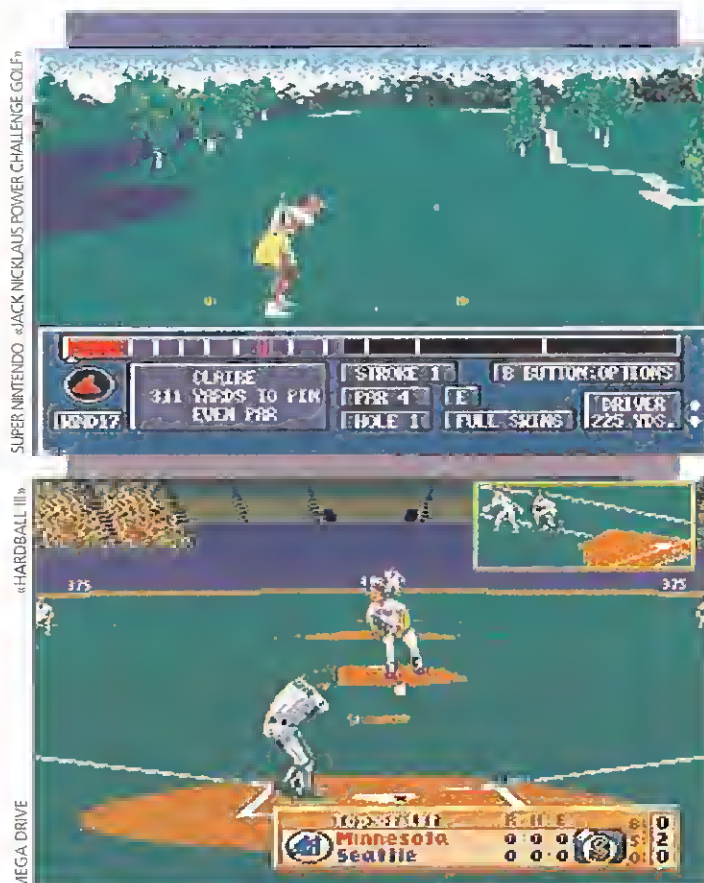 SUPER NINTENDO «JACK NICKLAUS POWER CHALLENGE GOLF»
CLAIRE
311 YARDS TO PIN
EVEN PAR
STROKE 1
B BUTTON:OPTIONS
PAR 4
E
HOLE 1
FULL SWING
DRIVER
225 YDS.
MEGA DRIVE «HARDBALL III»
375
375
R H E
Minnesota 0 0 0
Seattle 0 0 0
B: 0
S: 2
O: 0